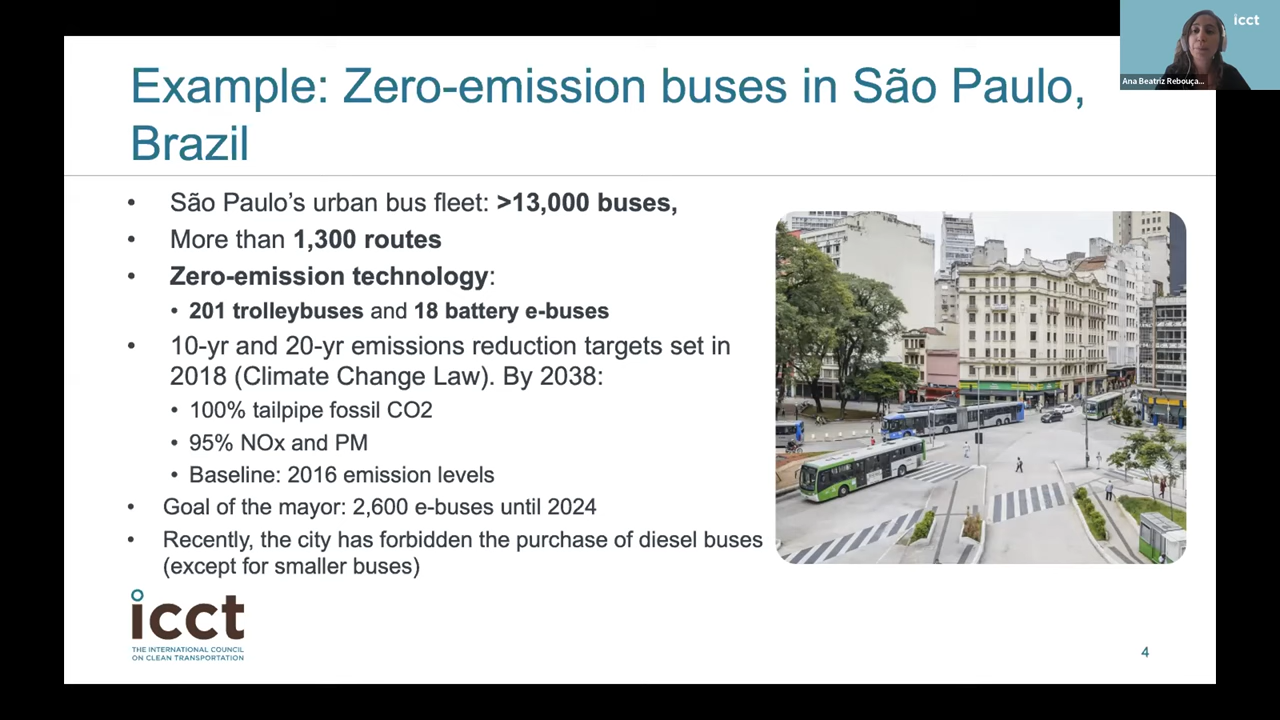 icct
Ana Beatriz Rebouça...
Example: Zero-emission buses in São Paulo,
Brazil
• São Paulo’s urban bus fleet: >13,000 buses,
• More than 1,300 routes
• Zero-emission technology:
• 201 trolleybuses and 18 battery e-buses
• 10-yr and 20-yr emissions reduction targets set in
2018 (Climate Change Law). By 2038:
• 100% tailpipe fossil CO2
• 95% NOx and PM
• Baseline: 2016 emission levels
• Goal of the mayor: 2,600 e-buses until 2024
• Recently, the city has forbidden the purchase of diesel buses
(except for smaller buses)
icct
THE INTERNATIONAL COUNCIL
ON CLEAN TRANSPORTATION
4